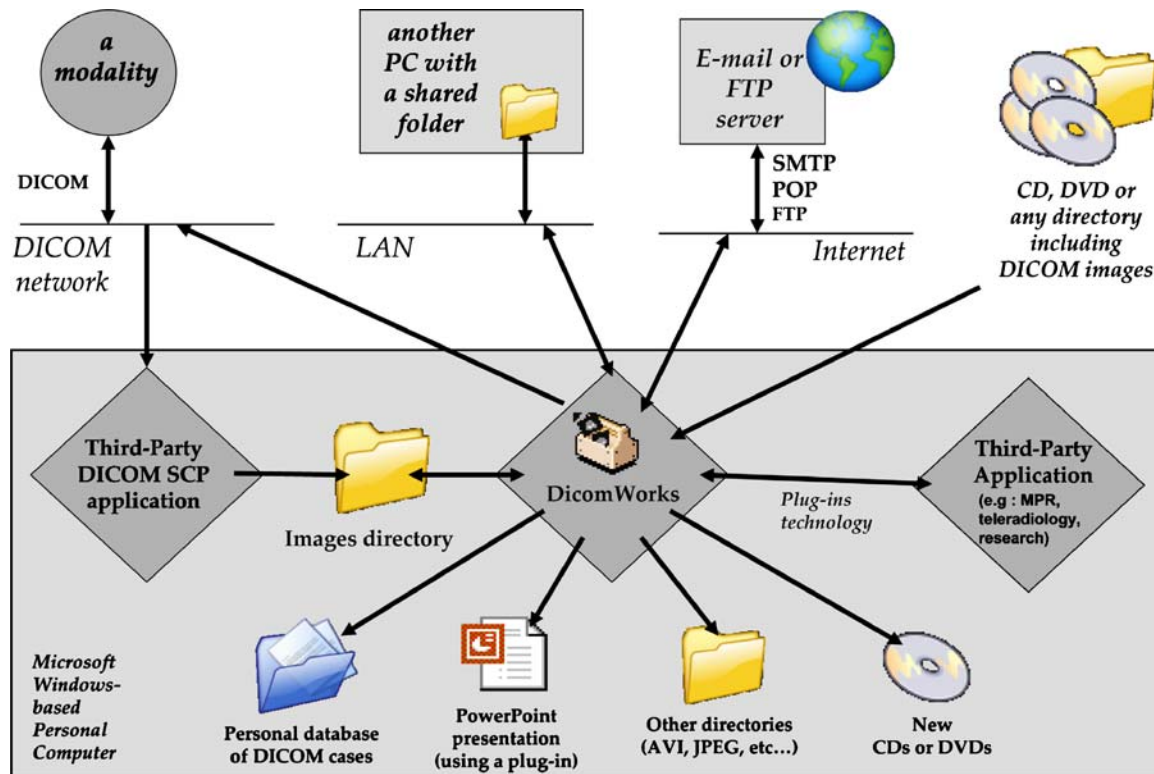 a
modality
another
PC with
a shared
folder
E-mail or
FTP
server
DICOM
SMTP
POP
FTP
CD, DVD or
any directory
including
DICOM images
DICOM
network
LAN
Internet
Third-Party
DICOM SCP
application
Images directory
DicomWorks
Plug-ins
technology
Third-Party
Application
(e.g : MPR,
teleradiology,
research)
Microsoft
Windows-
based
Personal
Computer
Personal database
of DICOM cases
PowerPoint
presentation
(using a plug-in)
Other directories
(AVI, JPEG, etc…)
New
CDs or DVDs